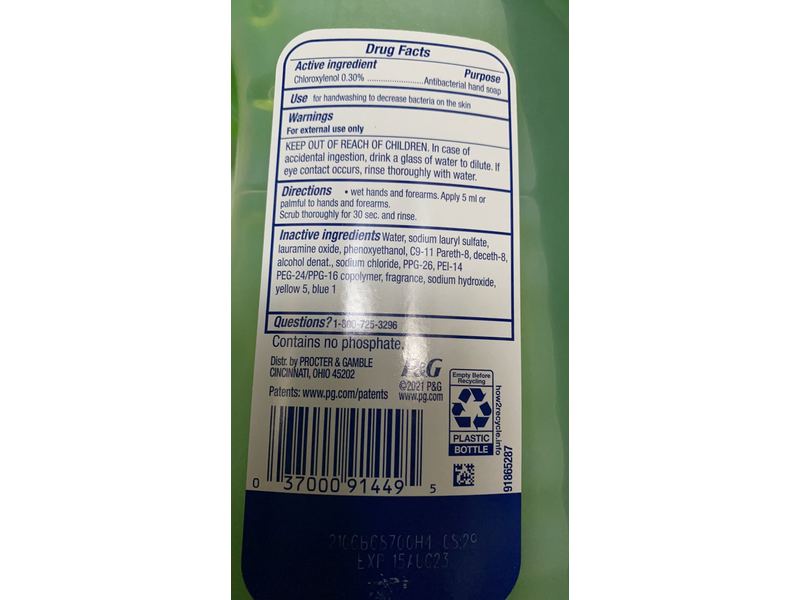 Drug Facts
Active ingredient Purpose
Chloroxylenol 0.30% ........................Antibacterial hand soap
Use for handwashing to decrease bacteria on the skin
Warnings
For external use only
KEEP OUT OF REACH OF CHILDREN. In case of
accidental ingestion, drink a glass of water to dilute. If
eye contact occurs, rinse thoroughly with water.
Directions • wet hands and forearms. Apply 5 ml or
palmful to hands and forearms.
Scrub thoroughly for 30 sec. and rinse.
Inactive ingredients Water, sodium lauryl sulfate,
lauramine oxide, phenoxyethanol, C9-11 Pareth-8, deceth-8,
alcohol denat., sodium chloride, PPG-26, PEI-14
PEG-24/PPG-16 copolymer, fragrance, sodium hydroxide,
yellow 5, blue 1
Questions? 1-800-725-3296
Contains no phosphate.
Distr. by PROCTER & GAMBLE
CINCINNATI, OHIO 45202
Patents: www.pg.com/patents
P&G
©2021 P&G
www.pg.com
Empty Before
Recycling
PLASTIC
BOTTLE
how2recycle.info
91865287
0 37000 91449 5
EXP 15AUG23